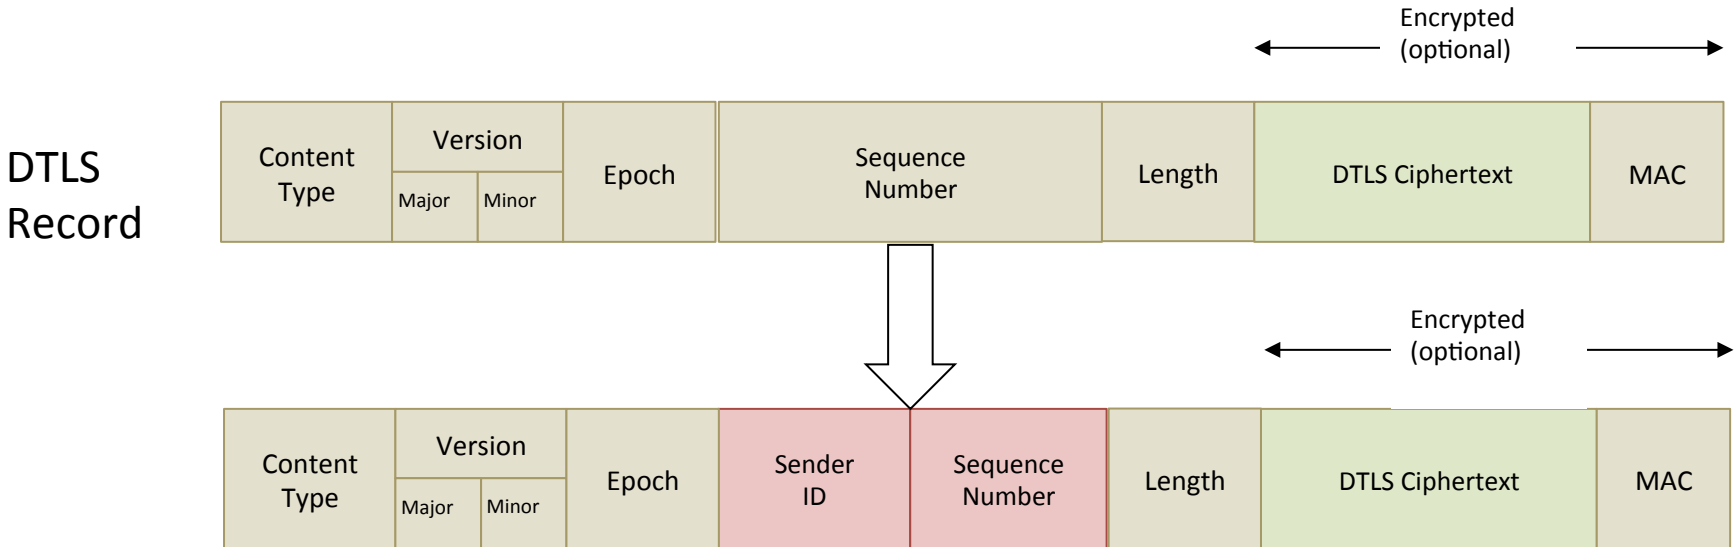 Encrypted
(optional)
DTLS
Record
Content
Type
Version
Major
Minor
Epoch
Sequence
Number
Length
DTLS Ciphertext
MAC
Encrypted
(optional)
Content
Type
Version
Major
Minor
Epoch
Sender
ID
Sequence
Number
Length
DTLS Ciphertext
MAC